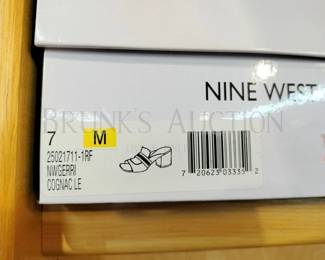 NINE WEST
BRUNK'S AUCTION
7 M
25021711-1RF
NWGERRI
COGNAC LE
7 20623 03335 2